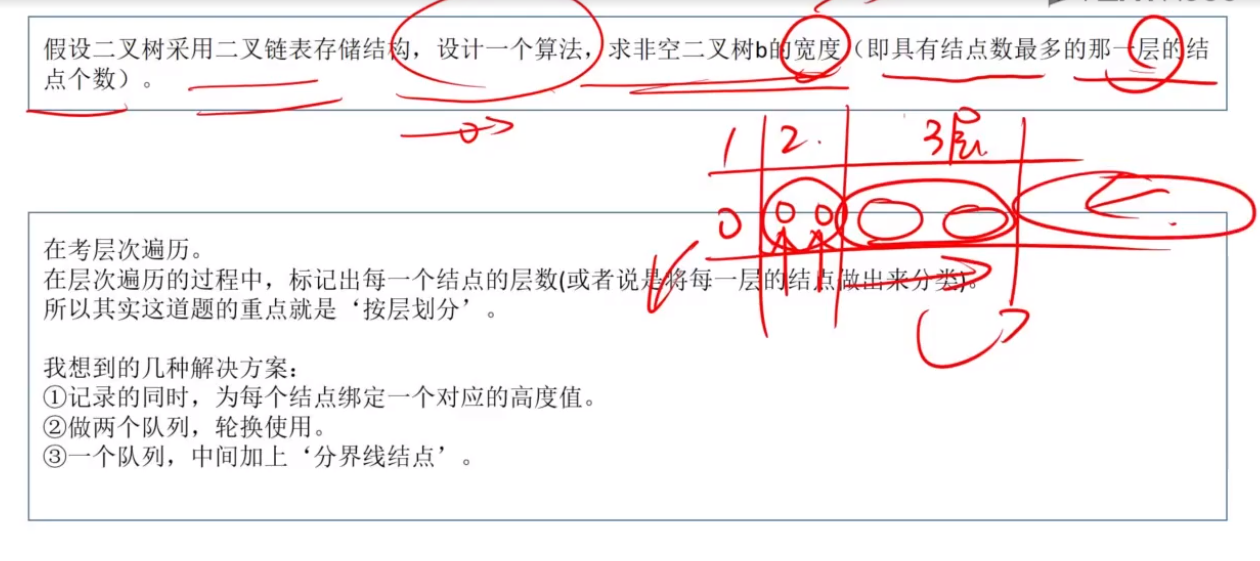 假设二叉树采用二叉链表存储结构，设计一个算法，求非空二叉树b的宽度（即具有结点数最多的那一层的结
点个数）。
1 2. 3层
在考层次遍历。
在层次遍历的过程中，标记出每一个结点的层数(或者说是将每一层的结点做出来分类)。
所以其实这道题的重点就是‘按层划分’。
我想到的几种解决方案：
①记录的同时，为每个结点绑定一个对应的高度值。
②做两个队列，轮换使用。
③一个队列，中间加上‘分界线结点’。